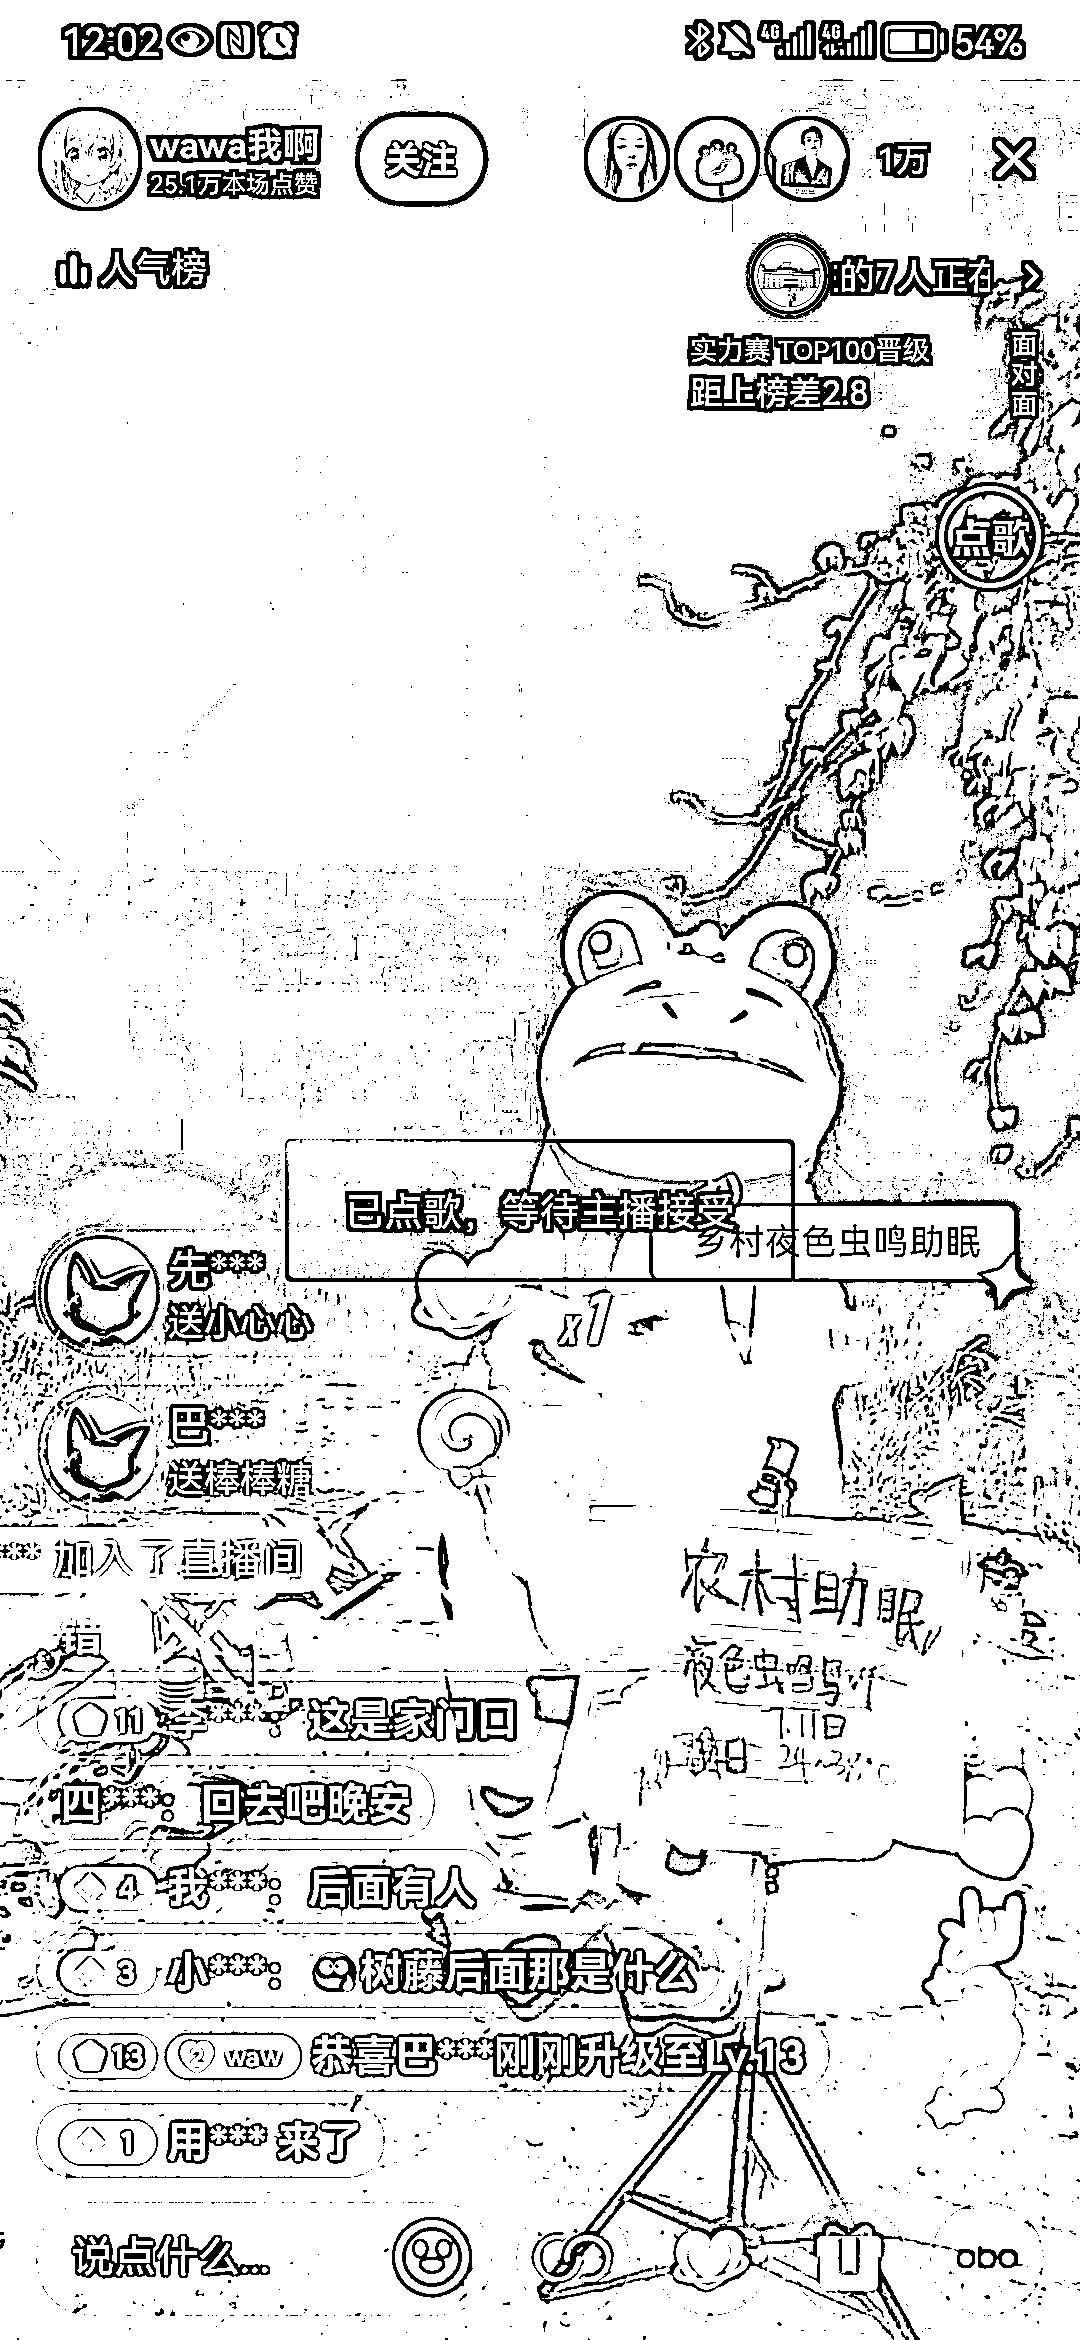 12:02 54%
wawa我啊
25.1万本场点赞
关注
1万
人气榜
的7人正在
实力赛 TOP100晋级
距上榜差2.8
面对面
点歌
已点歌，等待主播接受
乡村夜色虫鸣助眠
先***
送小心心
x1
巴***
送棒棒糖
*** 加入了直播间
农村助眠
夜色虫鸣
7.11日
11 李***： 这是家门口
四***： 回去吧晚安
4 我***： 后面有人
3 小***： 树藤后面那是什么
13 2 waw 恭喜巴***刚刚升级至Lv.13
1 用*** 来了
说点什么...